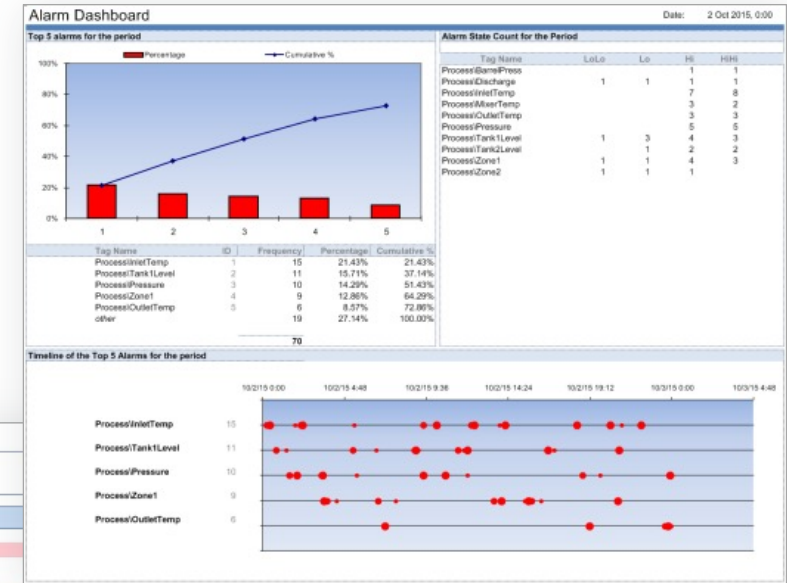 Alarm Dashboard
Date: 2 Oct 2015, 0:00
Top 5 alarms for the period
Percentage Cumulative %
100%
80%
60%
40%
20%
0%
1 2 3 4 5
Tag Name ID Frequency Percentage Cumulative %
Process\InletTemp 1 15 21.43% 21.43%
Process\Tank1Level 2 11 15.71% 37.14%
Process\Pressure 3 10 14.29% 51.43%
Process\Zone1 4 9 12.86% 64.29%
Process\OutletTemp 5 6 8.57% 72.86%
other 19 27.14% 100.00%
70
Alarm State Count for the Period
Tag Name LoLo Lo Hi HiHi
Process\BarrelPress 1 1
Process\Discharge 1 1 1 1
Process\InletTemp 7 8
Process\MixerTemp 3 2
Process\OutletTemp 3 3
Process\Pressure 5 5
Process\Tank1Level 1 3 4 3
Process\Tank2Level 1 2 2
Process\Zone1 1 1 4 3
Process\Zone2 1 1 1
Timeline of the Top 5 Alarms for the period
10/2/15 0:00 10/2/15 4:48 10/2/15 9:36 10/2/15 14:24 10/2/15 19:12 10/3/15 0:00 10/3/15 4:48
Process\InletTemp 15
Process\Tank1Level 11
Process\Pressure 10
Process\Zone1 9
Process\OutletTemp 6